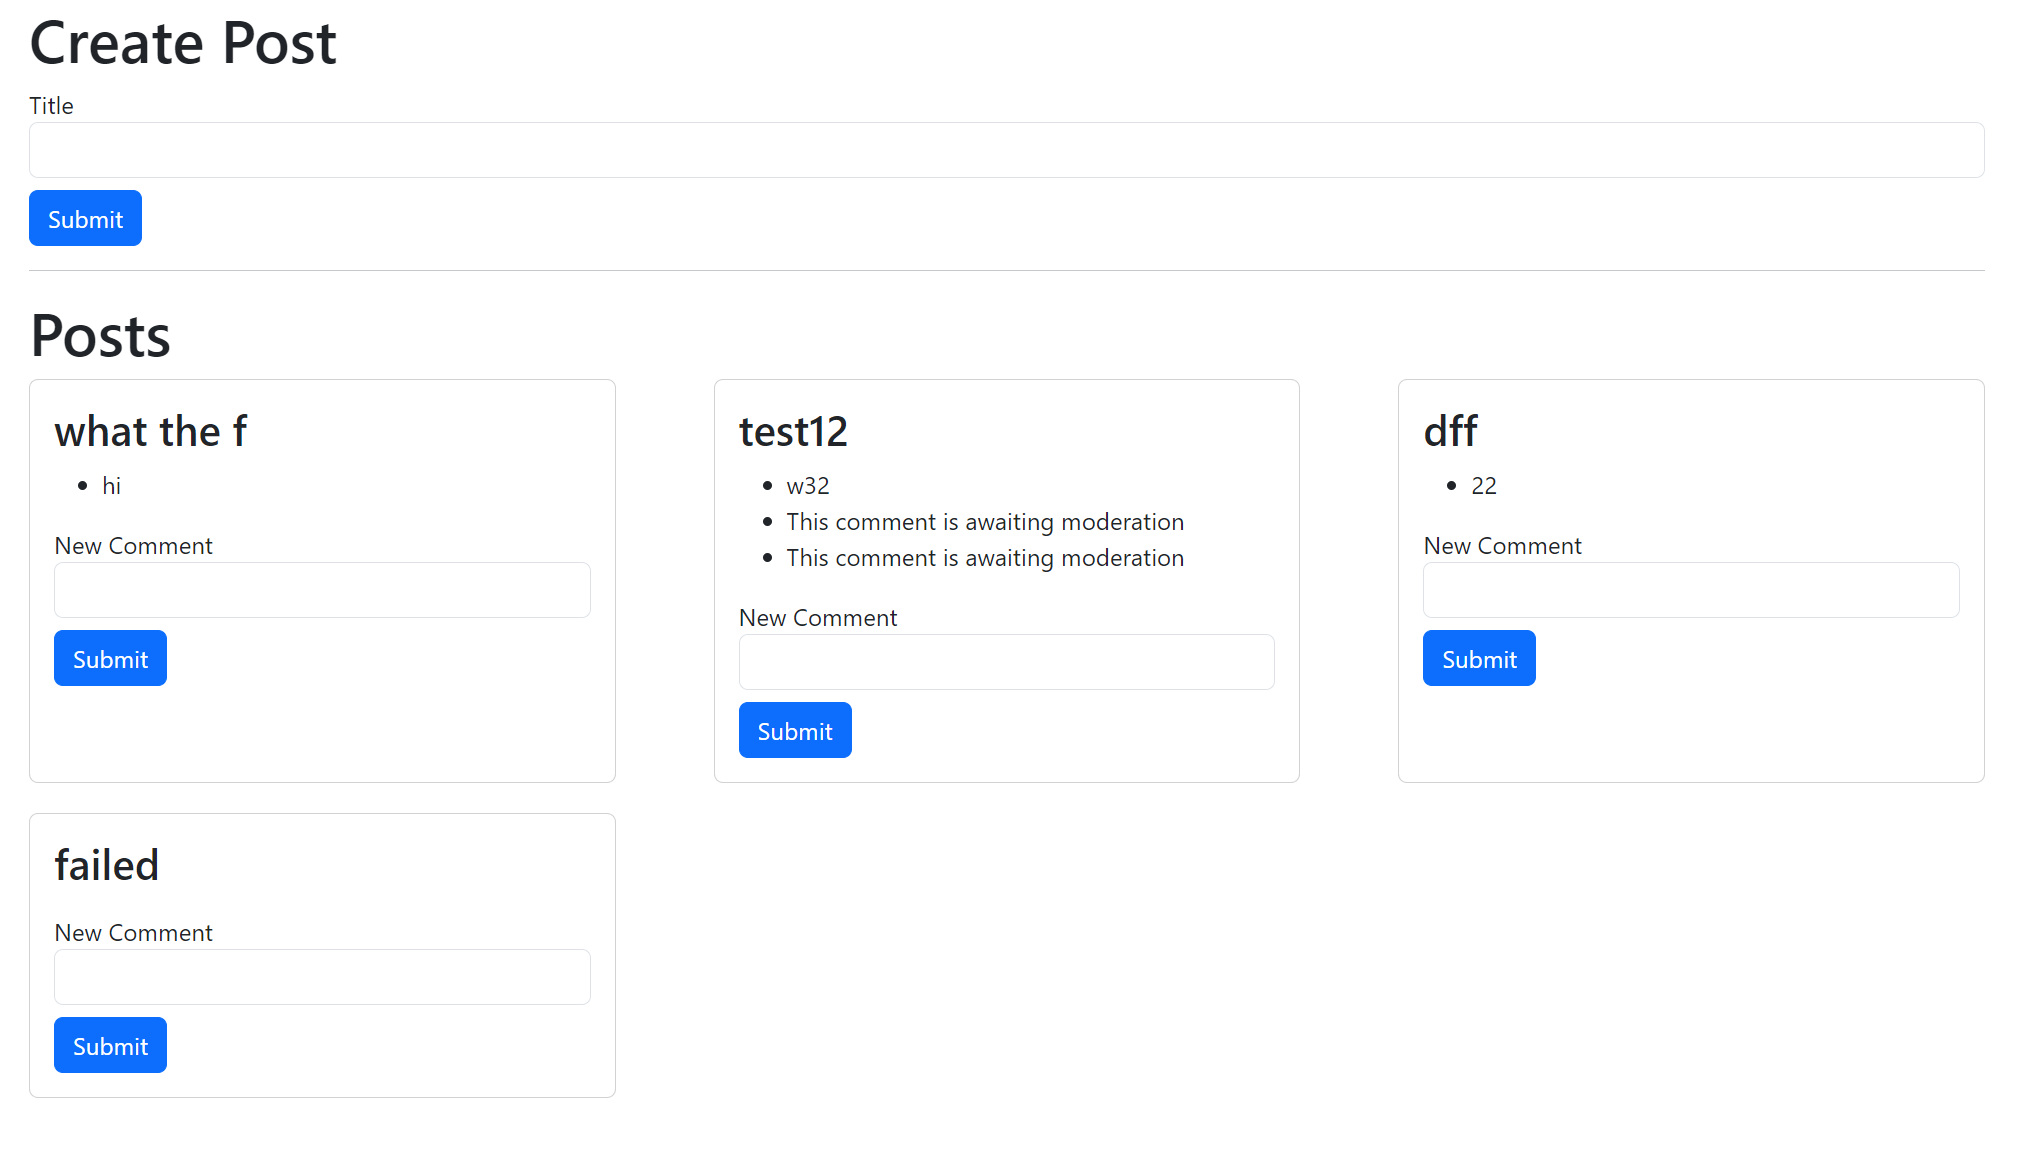 Create Post
Title
Submit
Posts
what the f
hi
New Comment
Submit
test12
w32
This comment is awaiting moderation
This comment is awaiting moderation
New Comment
Submit
dff
22
New Comment
Submit
failed
New Comment
Submit